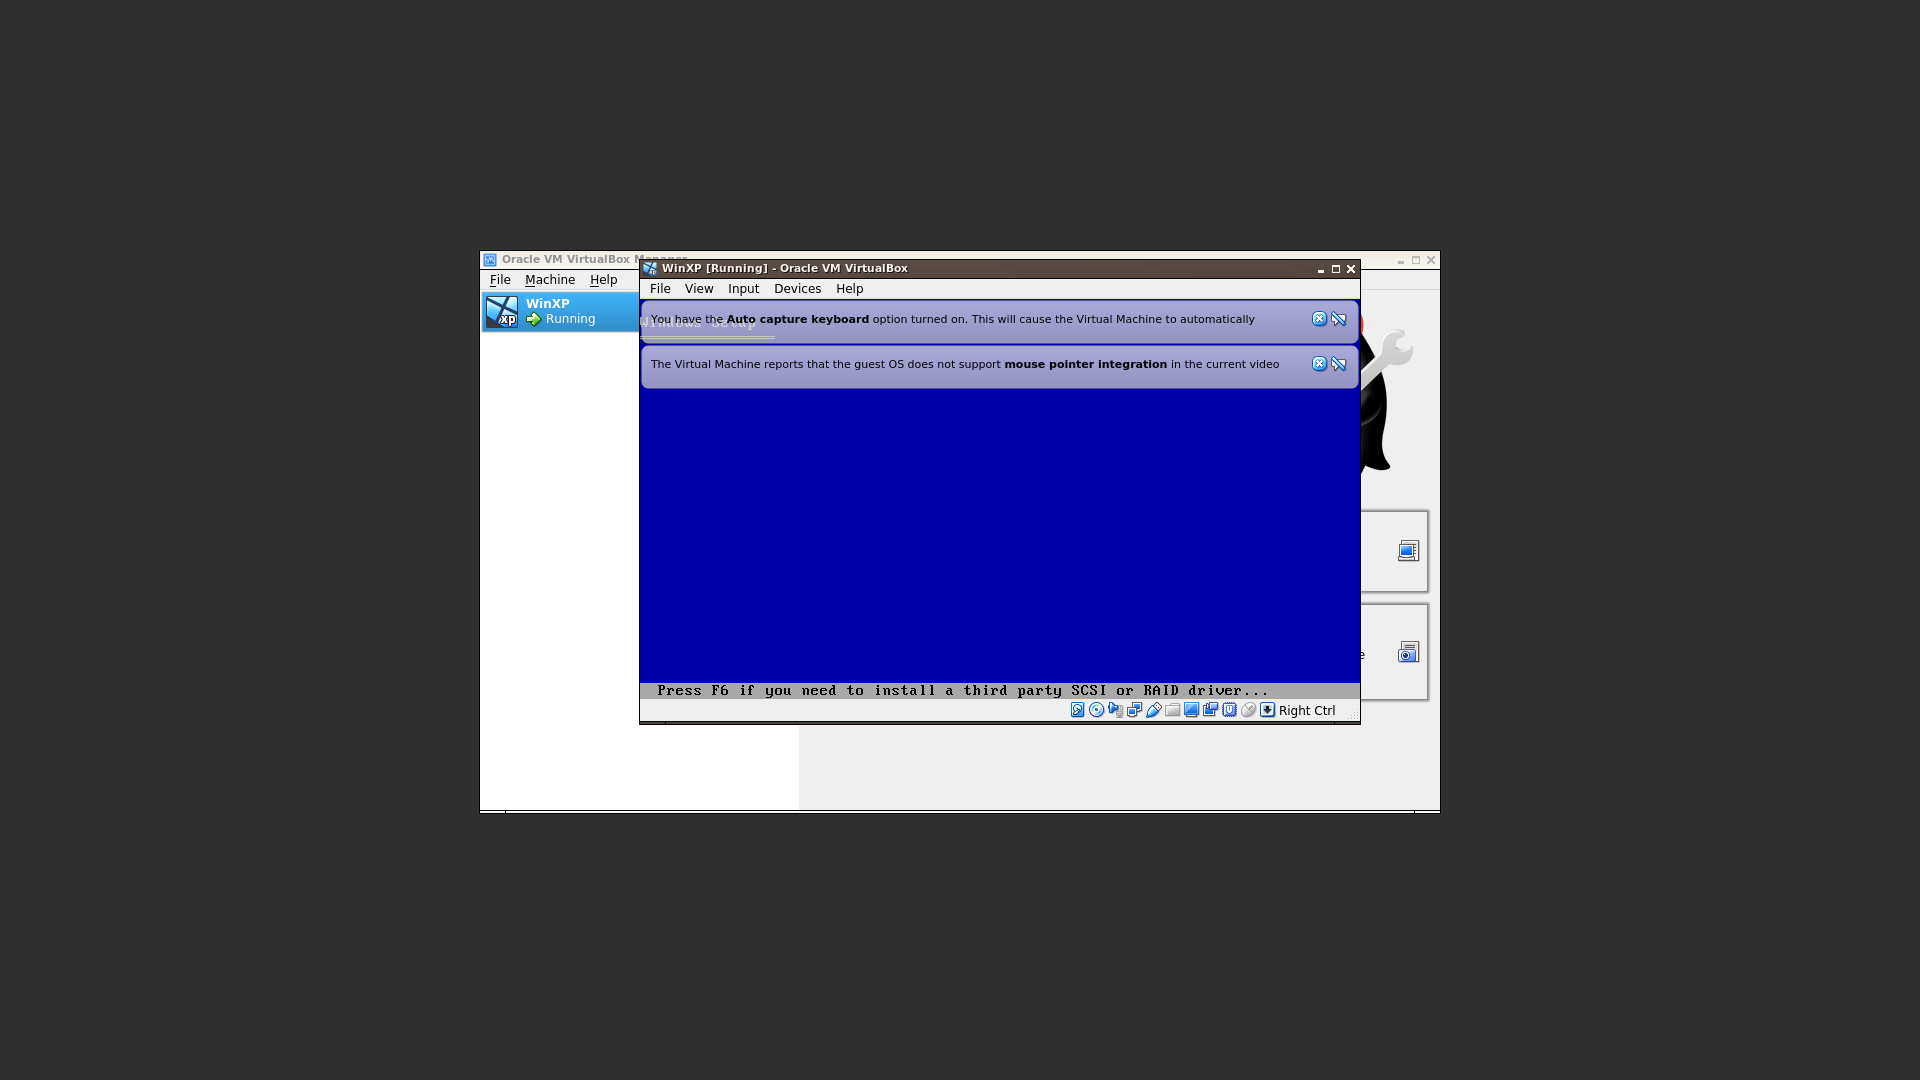 Oracle VM VirtualBox Manager
File Machine Help
WinXP
Running
WinXP [Running] - Oracle VM VirtualBox
File View Input Devices Help
You have the Auto capture keyboard option turned on. This will cause the Virtual Machine to automatically
Windows Setup
The Virtual Machine reports that the guest OS does not support mouse pointer integration in the current video
Press F6 if you need to install a third party SCSI or RAID driver...
Right Ctrl